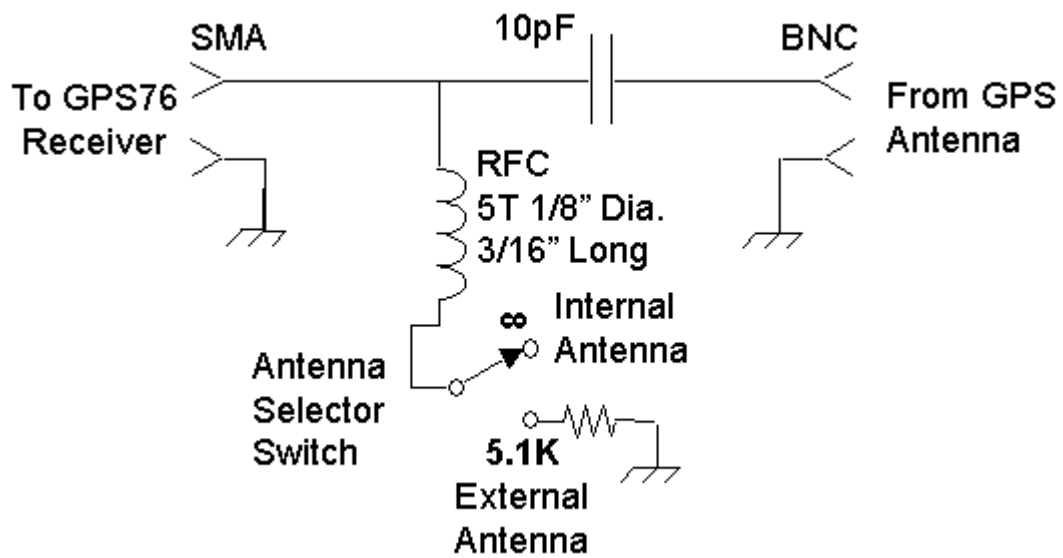 SMA
10pF
BNC
To GPS76
Receiver
From GPS
Antenna
RFC
5T 1/8” Dia.
3/16” Long
∞
Internal
Antenna
Antenna
Selector
Switch
5.1K
External
Antenna